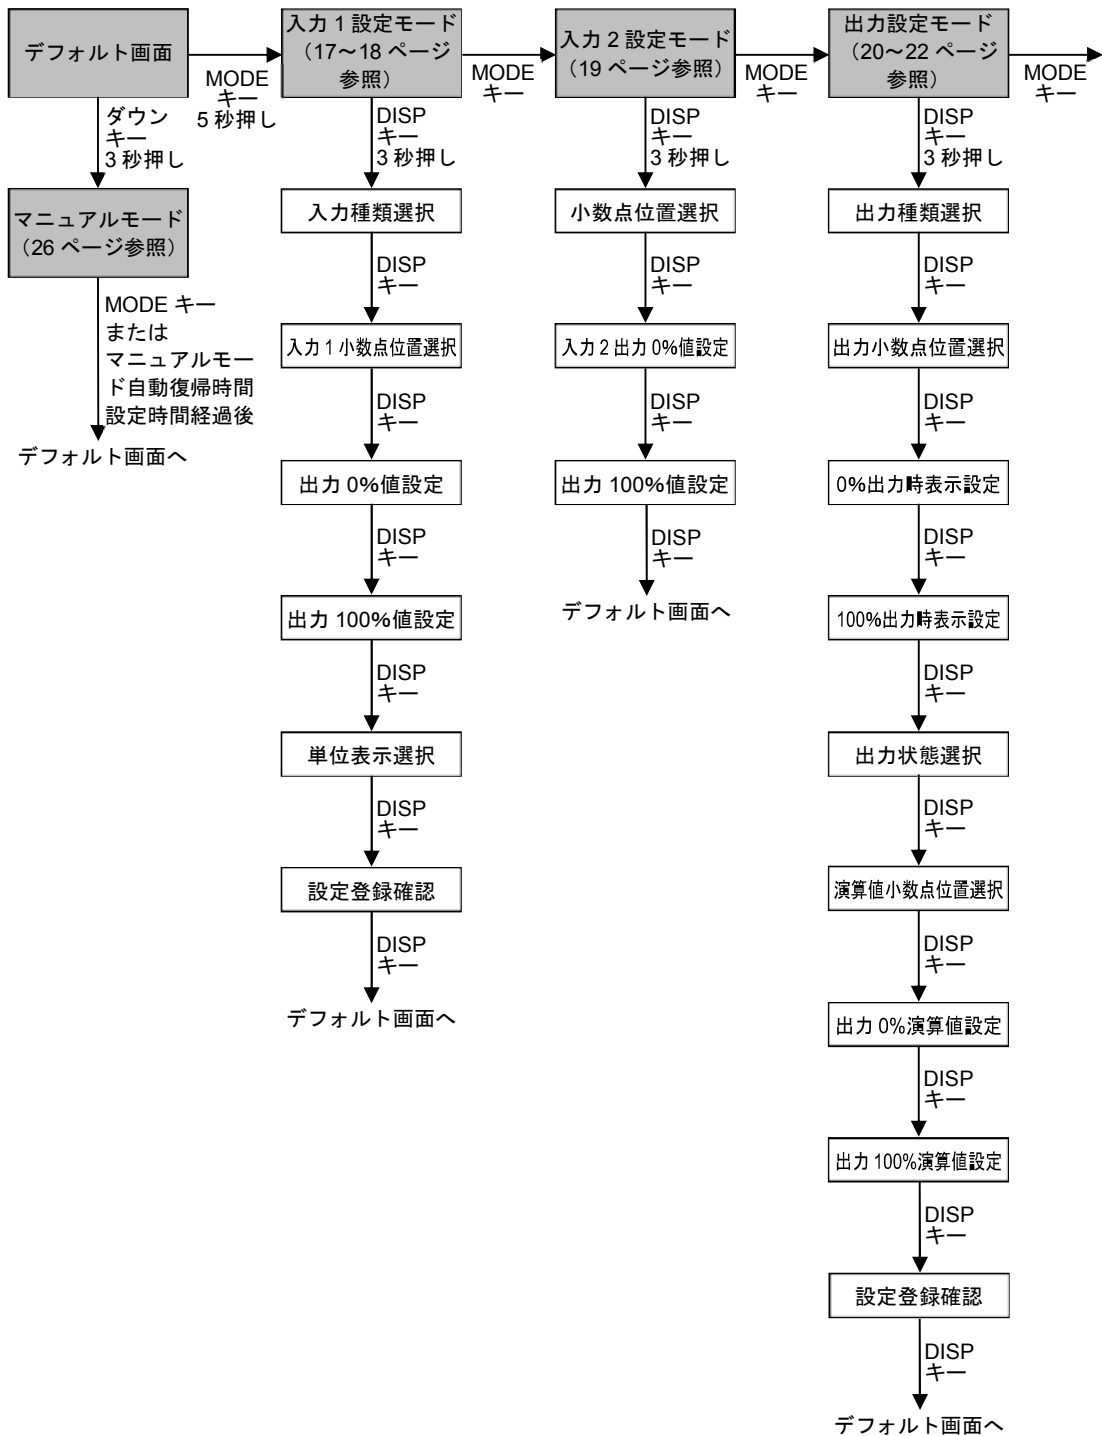 デフォルト画面
MODE
キー
5 秒押し
ダウン
キー
3 秒押し
マニュアルモード
（26 ページ参照）
MODE キー
または
マニュアルモー
ド自動復帰時間
設定時間経過後
デフォルト画面へ
入力 1 設定モード
（17～18 ページ
参照）
MODE
キー
DISP
キー
3 秒押し
入力種類選択
DISP
キー
入力 1 小数点位置選択
DISP
キー
出力 0%値設定
DISP
キー
出力 100%値設定
DISP
キー
単位表示選択
DISP
キー
設定登録確認
DISP
キー
デフォルト画面へ
入力 2 設定モード
（19 ページ参照）
MODE
キー
DISP
キー
3 秒押し
小数点位置選択
DISP
キー
入力 2 出力 0%値設定
DISP
キー
出力 100%値設定
DISP
キー
デフォルト画面へ
出力設定モード
（20～22 ページ
参照）
MODE
キー
DISP
キー
3 秒押し
出力種類選択
DISP
キー
出力小数点位置選択
DISP
キー
0%出力時表示設定
DISP
キー
100%出力時表示設定
DISP
キー
出力状態選択
DISP
キー
演算値小数点位置選択
DISP
キー
出力 0%演算値設定
DISP
キー
出力 100%演算値設定
DISP
キー
設定登録確認
DISP
キー
デフォルト画面へ